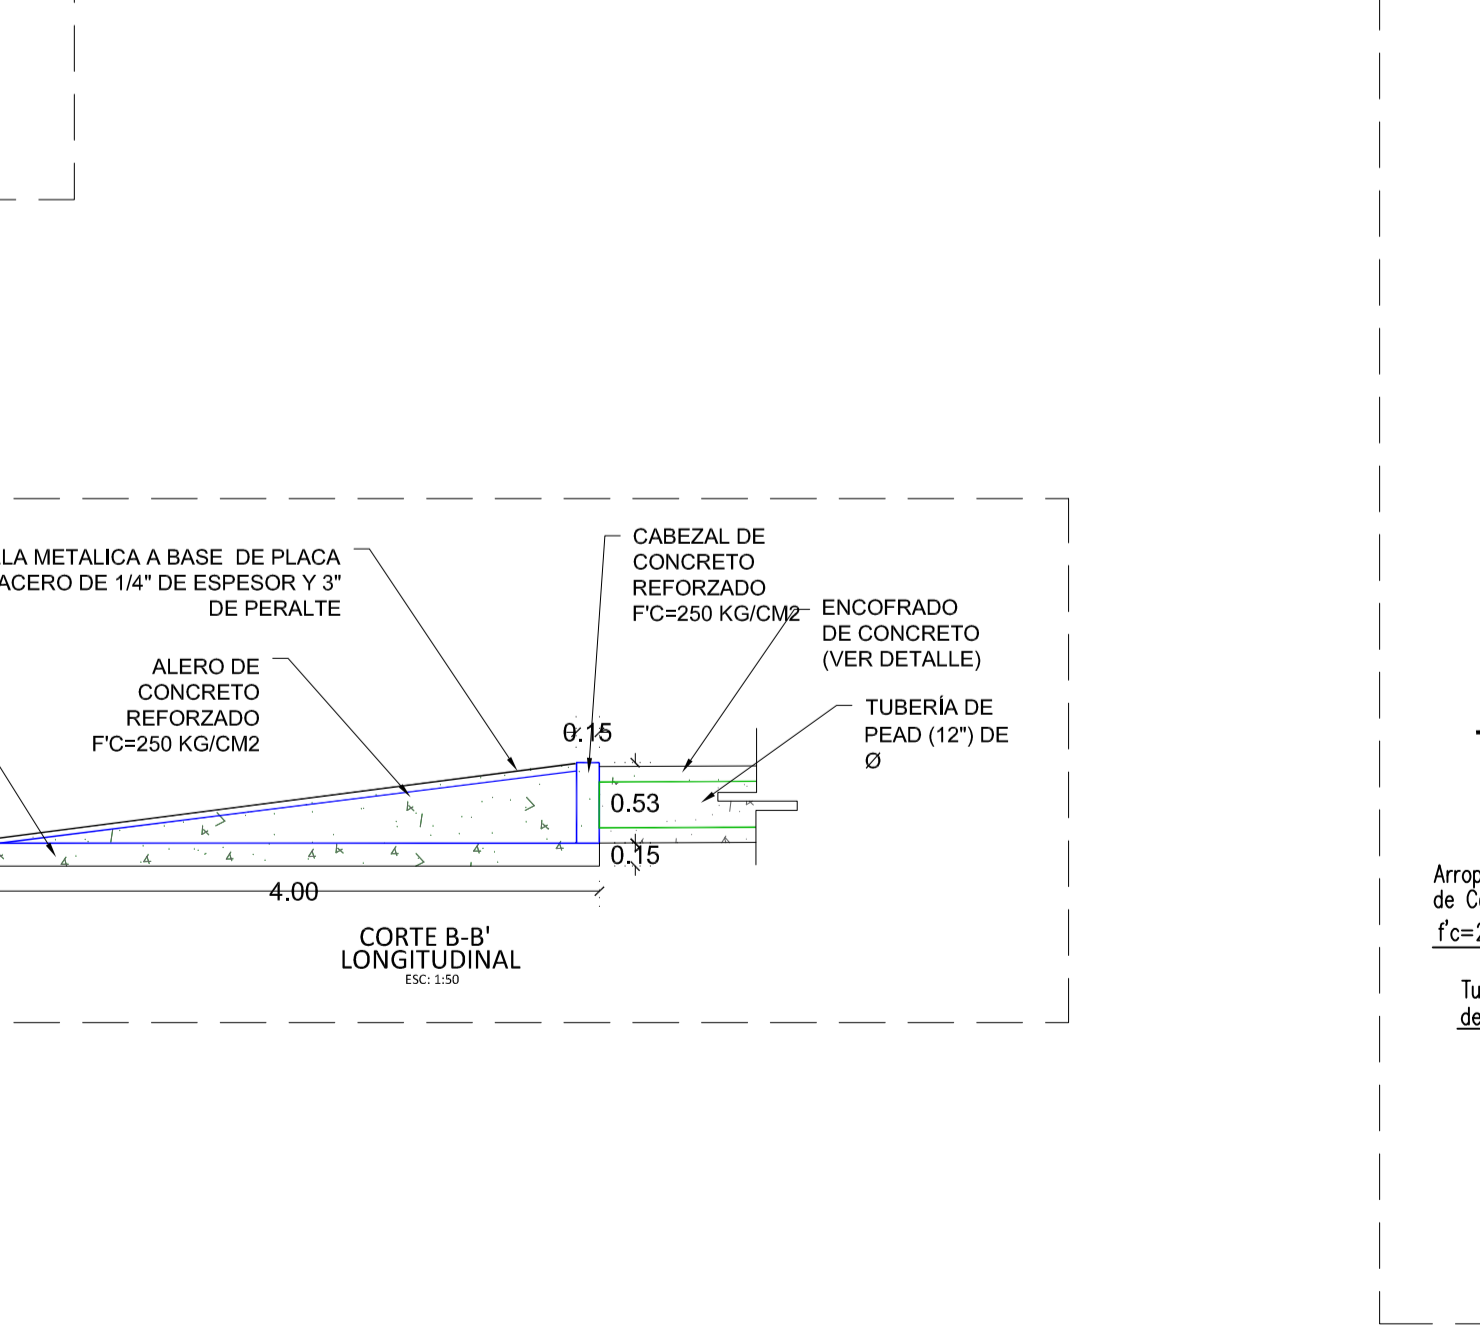 LLA METALICA A BASE DE PLACA
ACERO DE 1/4" DE ESPESOR Y 3"
DE PERALTE
ALERO DE
CONCRETO
REFORZADO
F'C=250 KG/CM2
CABEZAL DE
CONCRETO
REFORZADO
F'C=250 KG/CM2
ENCOFRADO
DE CONCRETO
(VER DETALLE)
TUBERÍA DE
PEAD (12") DE
Ø
0.15
0.53
0.15
4.00
CORTE B-B'
LONGITUDINAL
ESC: 1:50
Arrop
de C
f'c=2
Tu
de